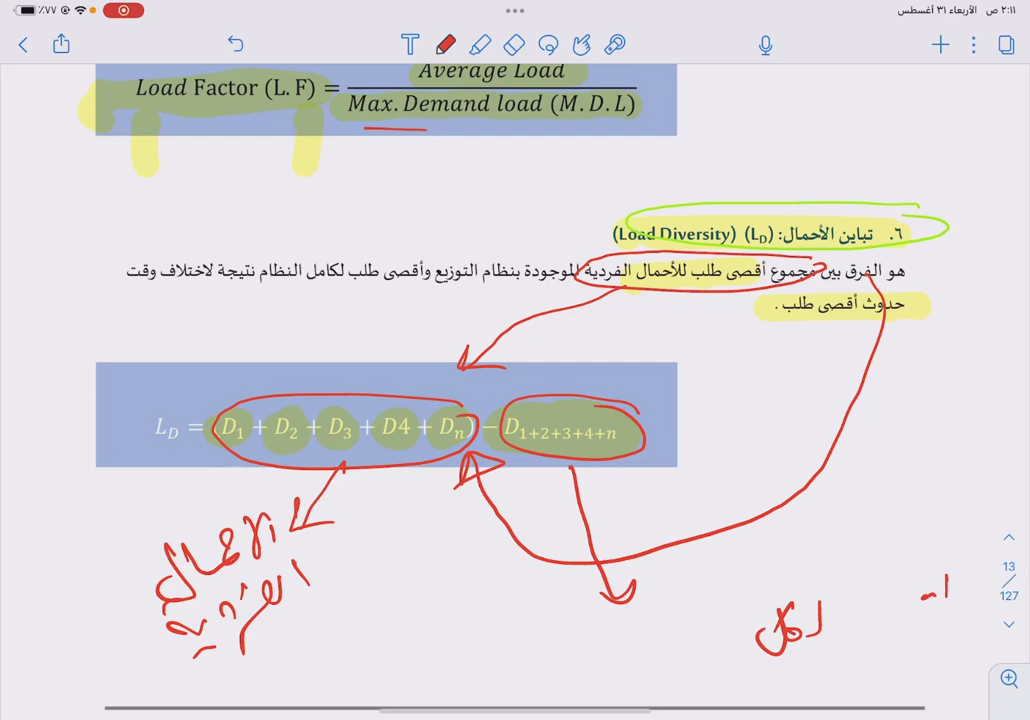 ٢:١١ ص الأربعاء ٣١ أغسطس
٪٧٧
Load Factor (L. F) = Average Load / Max. Demand load (M. D. L)
٦. تباين الأحمال: (L_D) (Load Diversity)
هو الفرق بين مجموع أقصى طلب للأحمال الفردية الموجودة بنظام التوزيع وأقصى طلب لكامل النظام نتيجة لاختلاف وقت
حدوث أقصى طلب .
L_D = (D_1 + D_2 + D_3 + D4 + D_n) − D_{1+2+3+4+n}
الأحمال
الفردية
13
127